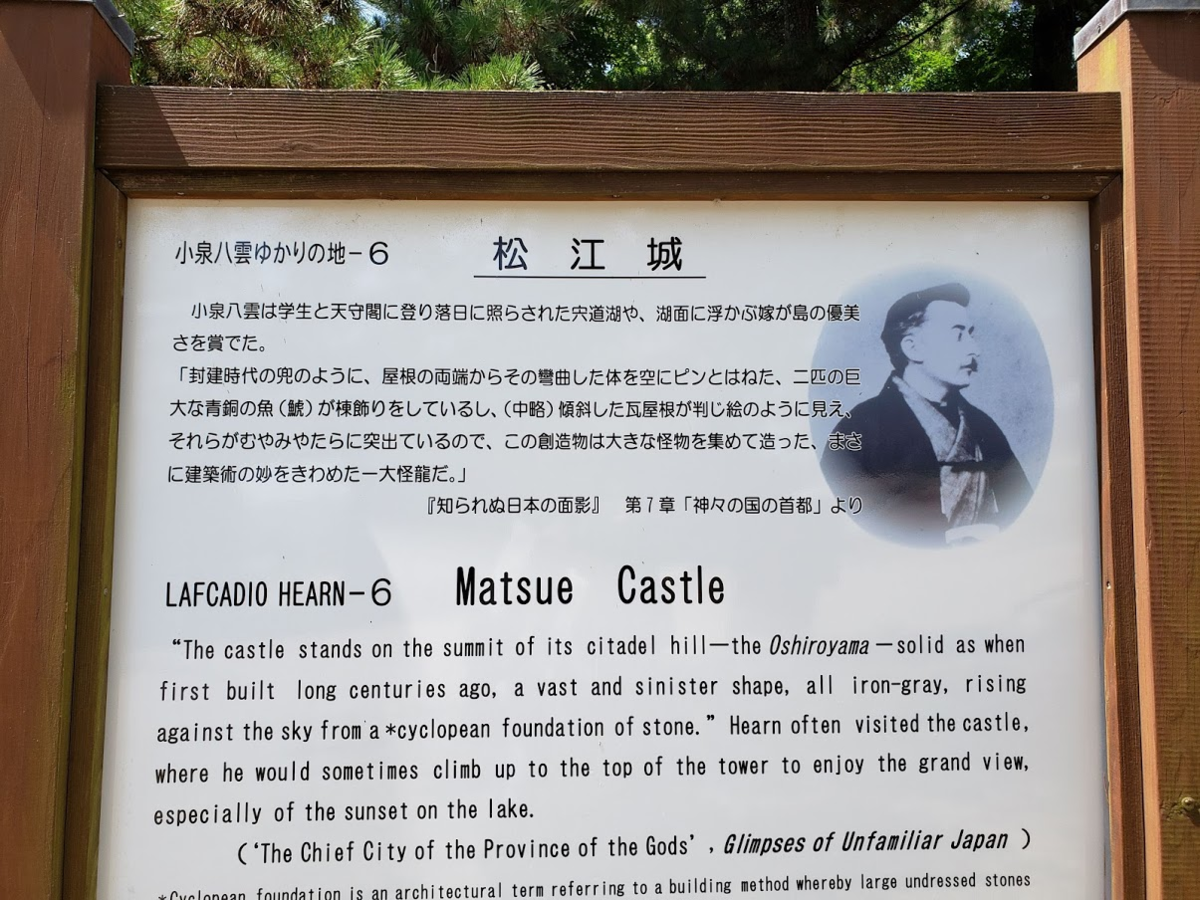 小泉八雲ゆかりの地－6 松江城
小泉八雲は学生と天守閣に登り落日に照らされた宍道湖や、湖面に浮かぶ嫁が島の優美
さを賞でた。
「封建時代の兜のように、屋根の両端からその彎曲した体を空にピンとはねた、二匹の巨
大な青銅の魚（鯱）が棟飾りをしているし、（中略）傾斜した瓦屋根が判じ絵のように見え、
それらがむやみやたらに突出ているので、この創造物は大きな怪物を集めて造った、まさ
に建築術の妙をきわめた一大怪龍だ。」
『知られぬ日本の面影』 第7章「神々の国の首都」より
LAFCADIO HEARN－6 Matsue Castle
“The castle stands on the summit of its citadel hill—the Oshiroyama—solid as when
first built long centuries ago, a vast and sinister shape, all iron-gray, rising
against the sky from a *cyclopean foundation of stone.” Hearn often visited the castle,
where he would sometimes climb up to the top of the tower to enjoy the grand view,
especially of the sunset on the lake.
(‘The Chief City of the Province of the Gods’, Glimpses of Unfamiliar Japan )
*Cyclopean foundation is an architectural term referring to a building method whereby large undressed stones